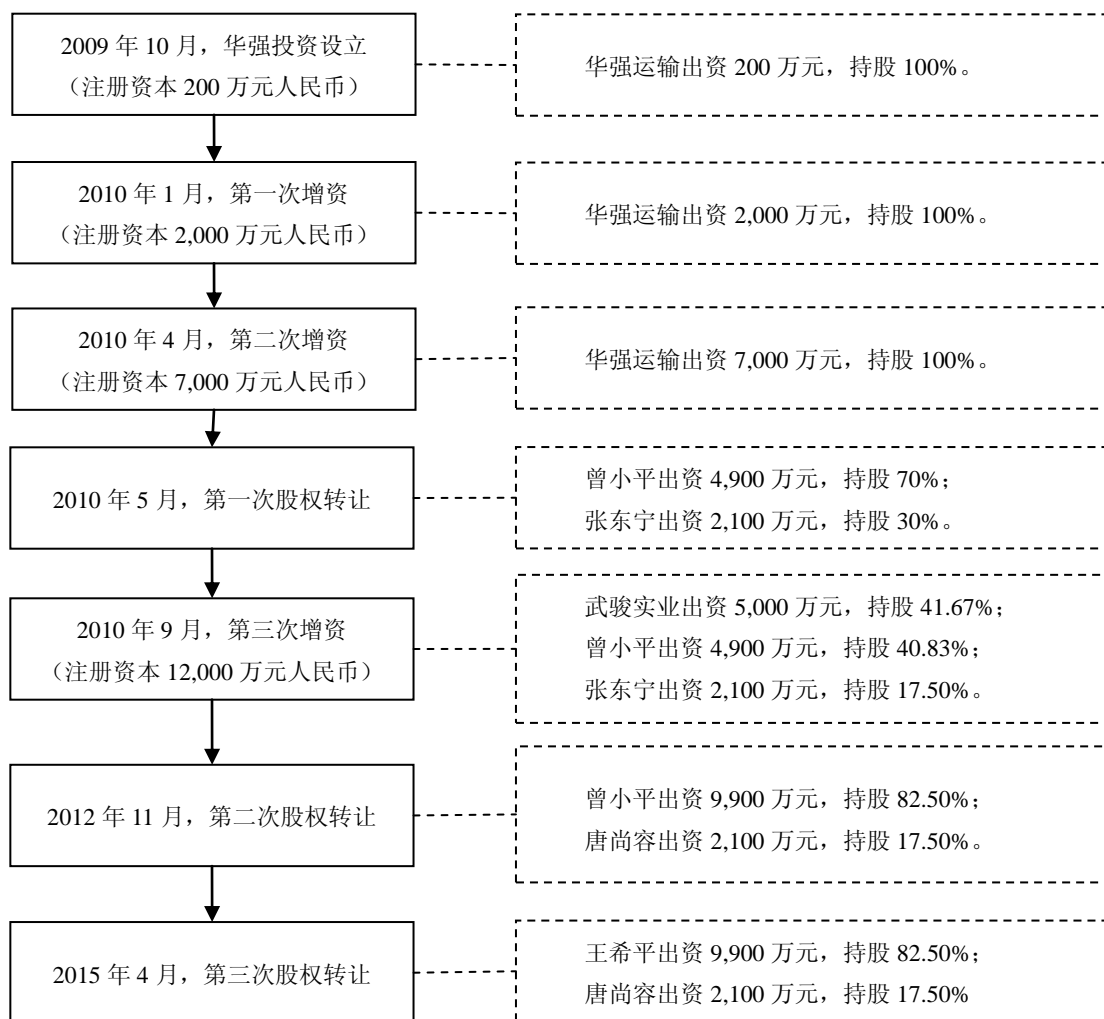 2009 年 10 月，华强投资设立
（注册资本 200 万元人民币）
华强运输出资 200 万元，持股 100%。
2010 年 1 月，第一次增资
（注册资本 2,000 万元人民币）
华强运输出资 2,000 万元，持股 100%。
2010 年 4 月，第二次增资
（注册资本 7,000 万元人民币）
华强运输出资 7,000 万元，持股 100%。
2010 年 5 月，第一次股权转让
曾小平出资 4,900 万元，持股 70%；
张东宁出资 2,100 万元，持股 30%。
2010 年 9 月，第三次增资
（注册资本 12,000 万元人民币）
武骏实业出资 5,000 万元，持股 41.67%；
曾小平出资 4,900 万元，持股 40.83%；
张东宁出资 2,100 万元，持股 17.50%。
2012 年 11 月，第二次股权转让
曾小平出资 9,900 万元，持股 82.50%；
唐尚容出资 2,100 万元，持股 17.50%。
2015 年 4 月，第三次股权转让
王希平出资 9,900 万元，持股 82.50%；
唐尚容出资 2,100 万元，持股 17.50%